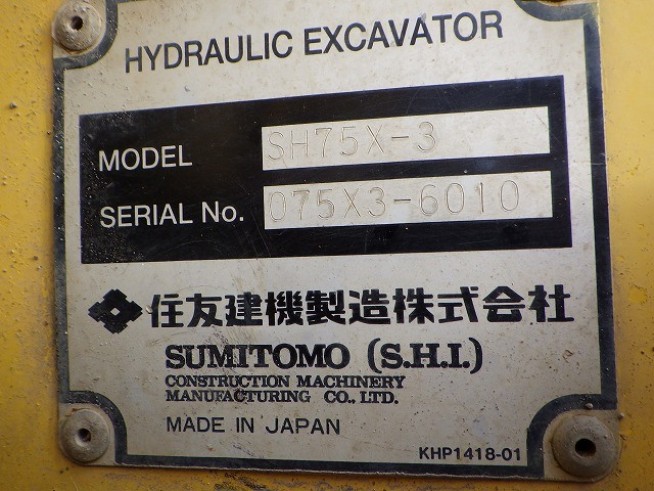 HYDRAULIC EXCAVATOR
MODEL SH75X-3
SERIAL No. 075X3-6010
住友建機製造株式会社
SUMITOMO (S.H.I.)
CONSTRUCTION MACHINERY
MANUFACTURING CO., LTD.
MADE IN JAPAN
KHP1418-01